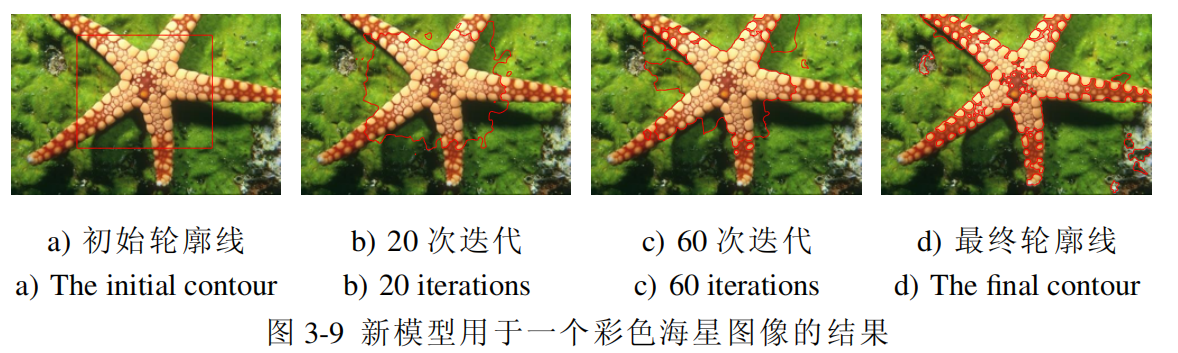 a) 初始轮廓线 b) 20 次迭代 c) 60 次迭代 d) 最终轮廓线
a) The initial contour b) 20 iterations c) 60 iterations d) The final contour
图 3-9 新模型用于一个彩色海星图像的结果